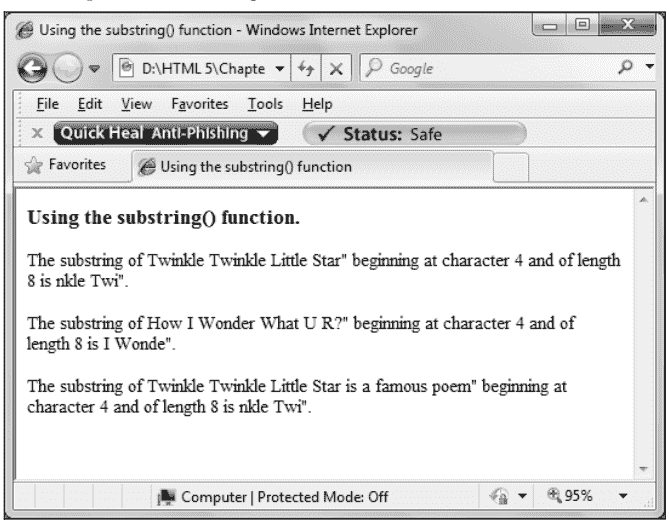 Using the substring() function - Windows Internet Explorer
D:\HTML 5\Chapte
Google
File Edit View Favorites Tools Help
Quick Heal Anti-Phishing
Status: Safe
Favorites
Using the substring() function
Using the substring() function.
The substring of Twinkle Twinkle Little Star" beginning at character 4 and of length
8 is nkle Twi".
The substring of How I Wonder What U R?" beginning at character 4 and of
length 8 is I Wonde".
The substring of Twinkle Twinkle Little Star is a famous poem" beginning at
character 4 and of length 8 is nkle Twi".
Computer | Protected Mode: Off
95%